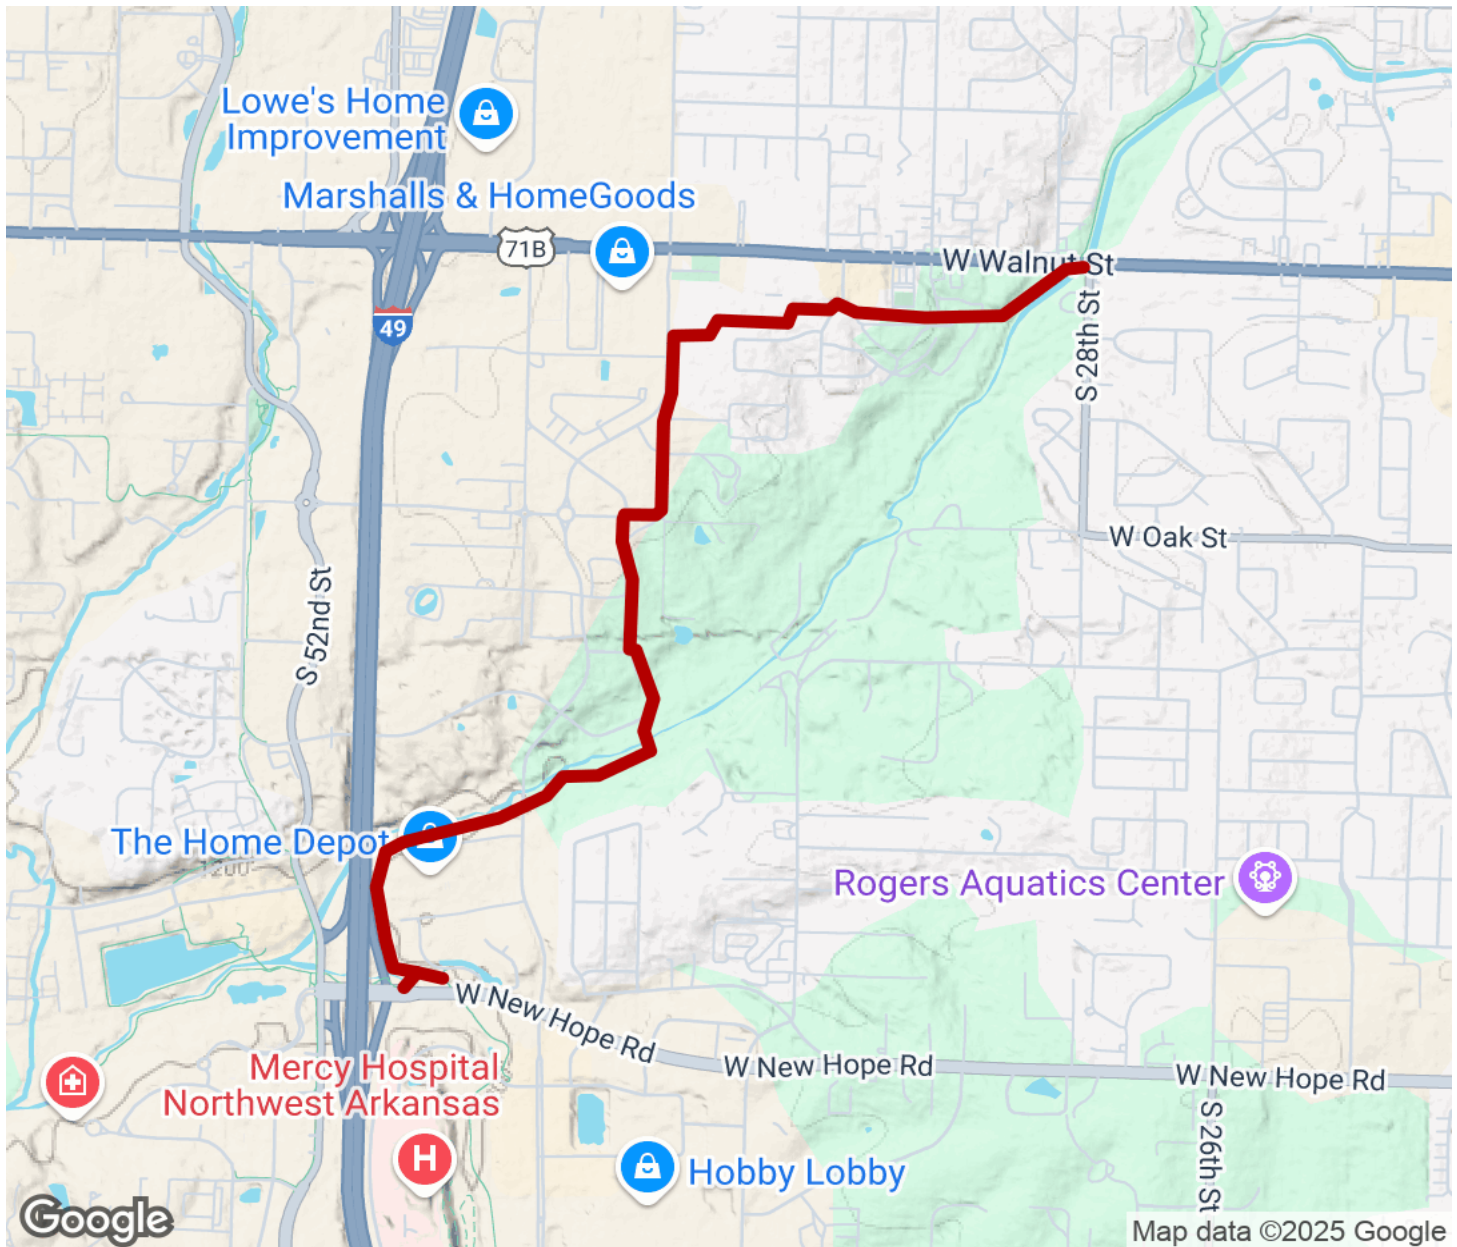 Lowe's Home
Improvement
Marshalls & HomeGoods
71B
W Walnut St
49
S 28th St
W Oak St
S 52nd St
The Home Depot
1200
Rogers Aquatics Center
W New Hope Rd
W New Hope Rd
W New Hope Rd
Mercy Hospital
Northwest Arkansas
H
S 26th St
Hobby Lobby
Google
Map data ©2025 Google